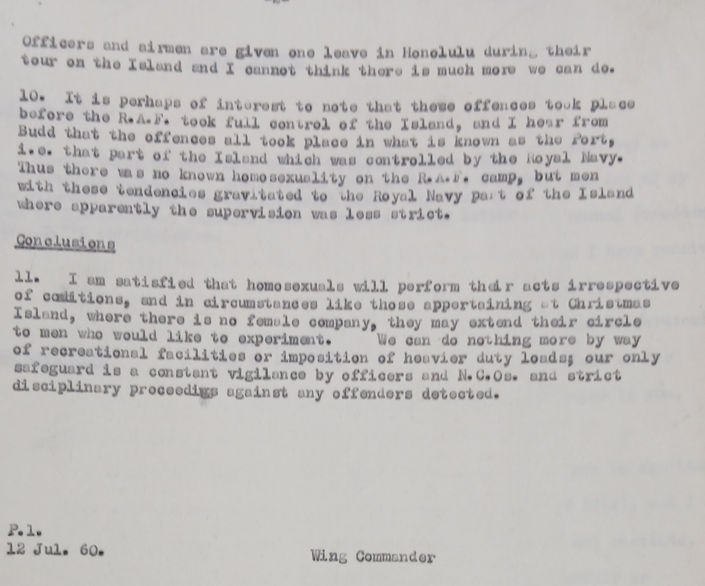 Officers and airmen are given one leave in Honolulu during their
tour on the Island and I cannot think there is much more we can do.
10. It is perhaps of interest to note that these offences took place
before the R.A.F. took full control of the Island, and I hear from
Budd that the offences all took place in what is known as the Port,
i.e. that part of the Island which was controlled by the Royal Navy.
Thus there was no known homosexuality on the R.A.F. camp, but men
with these tendencies gravitated to the Royal Navy part of the Island
where apparently the supervision was less strict.
Conclusions
11. I am satisfied that homosexuals will perform their acts irrespective
of conditions, and in circumstances like those appertaining at Christmas
Island, where there is no female company, they may extend their circle
to men who would like to experiment. We can do nothing more by way
of recreational facilities or imposition of heavier duty loads; our only
safeguard is a constant vigilance by officers and N.C.Os. and strict
disciplinary proceedigs against any offenders detected.
P.1.
12 Jul. 60.
Wing Commander